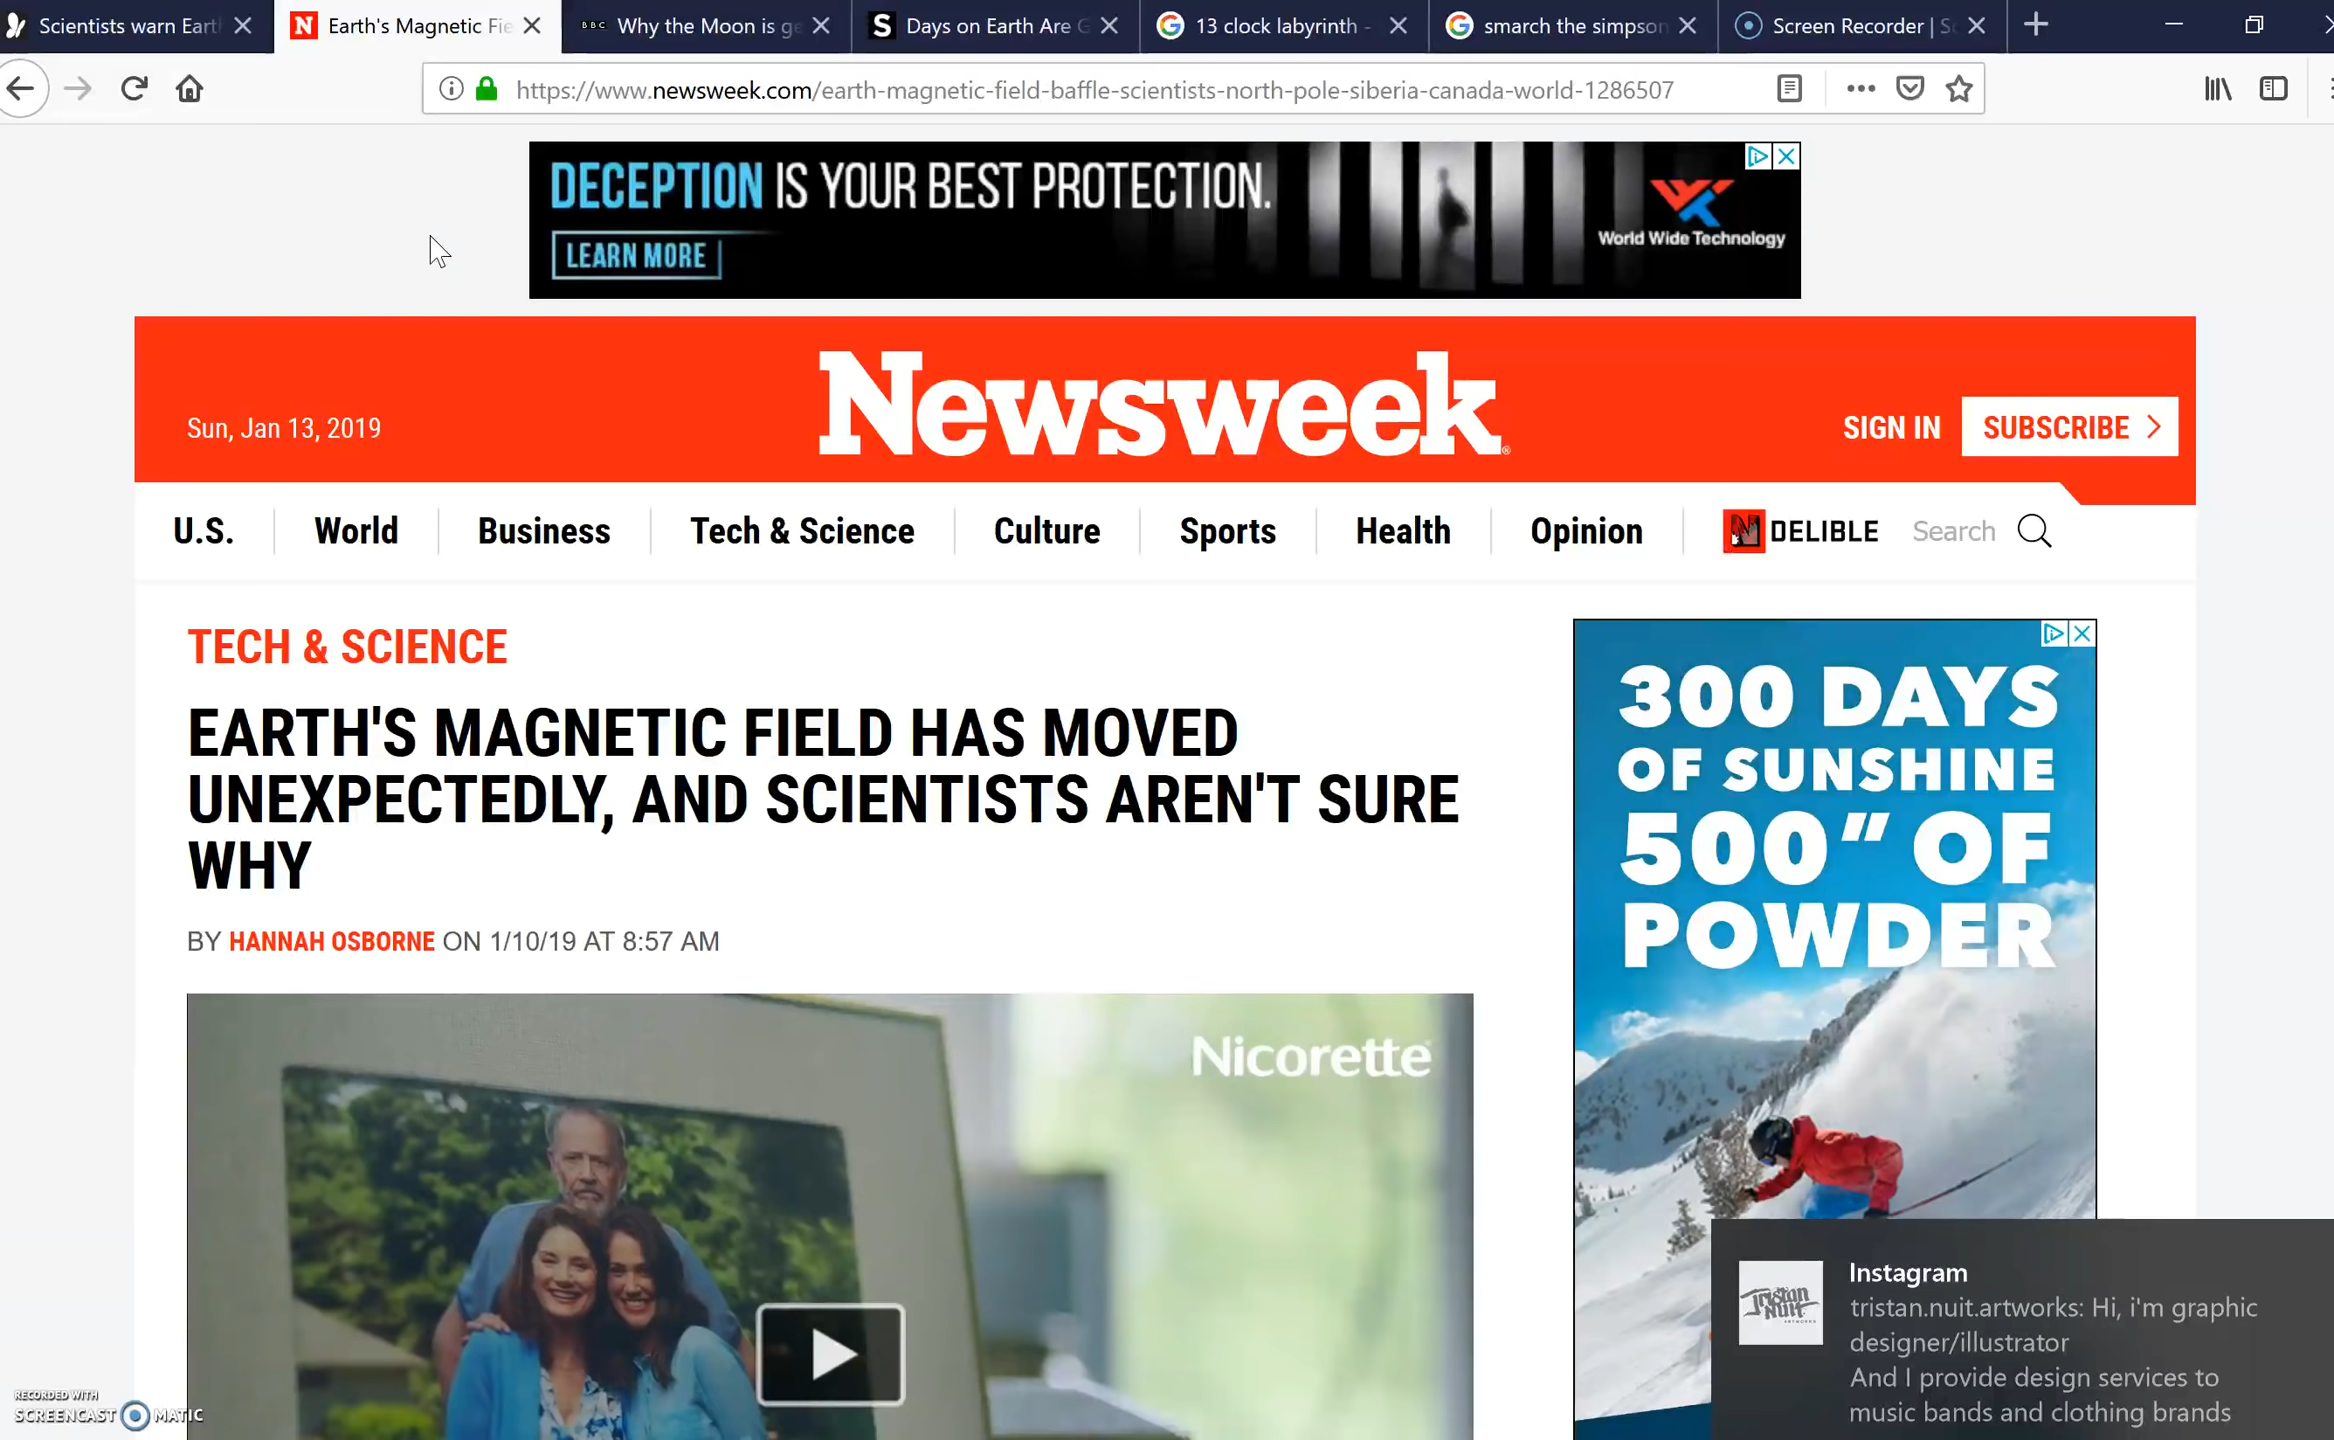 Scientists warn Eart
Earth's Magnetic Fie
BBC Why the Moon is ge
S Days on Earth Are G
13 clock labyrinth -
smarch the simpson
Screen Recorder | Sc
https://www.newsweek.com/earth-magnetic-field-baffle-scientists-north-pole-siberia-canada-world-1286507
DECEPTION IS YOUR BEST PROTECTION.
LEARN MORE
World Wide Technology
Sun, Jan 13, 2019
Newsweek
SIGN IN
SUBSCRIBE
U.S.
World
Business
Tech & Science
Culture
Sports
Health
Opinion
N DELIBLE
Search
TECH & SCIENCE
EARTH'S MAGNETIC FIELD HAS MOVED
UNEXPECTEDLY, AND SCIENTISTS AREN'T SURE
WHY
BY HANNAH OSBORNE ON 1/10/19 AT 8:57 AM
Nicorette
300 DAYS
OF SUNSHINE
500" OF
POWDER
Instagram
tristan.nuit.artworks: Hi, i'm graphic
designer/illustrator
And I provide design services to
music bands and clothing brands
Tristan
Nuit
ARTWORKS
RECORDED WITH
SCREENCAST MATIC